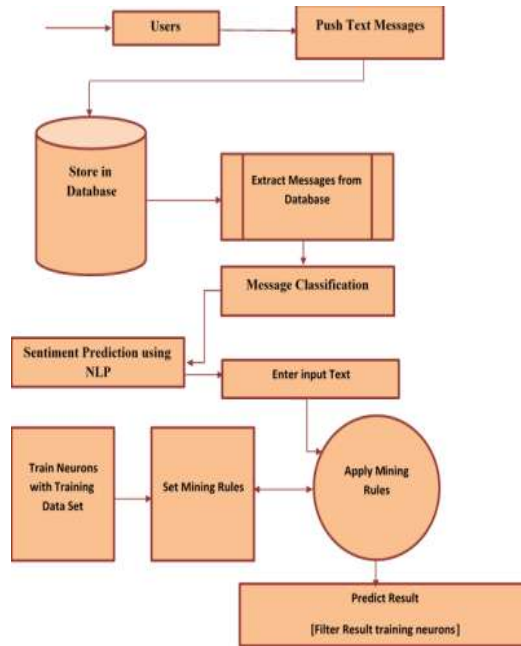 Users
Push Text Messages
Store in
Database
Extract Messages from
Database
Message Classification
Sentiment Prediction using
NLP
Enter input Text
Train Neurons
with Training
Data Set
Set Mining Rules
Apply Mining
Rules
Predict Result
[Filter Result training neurons]